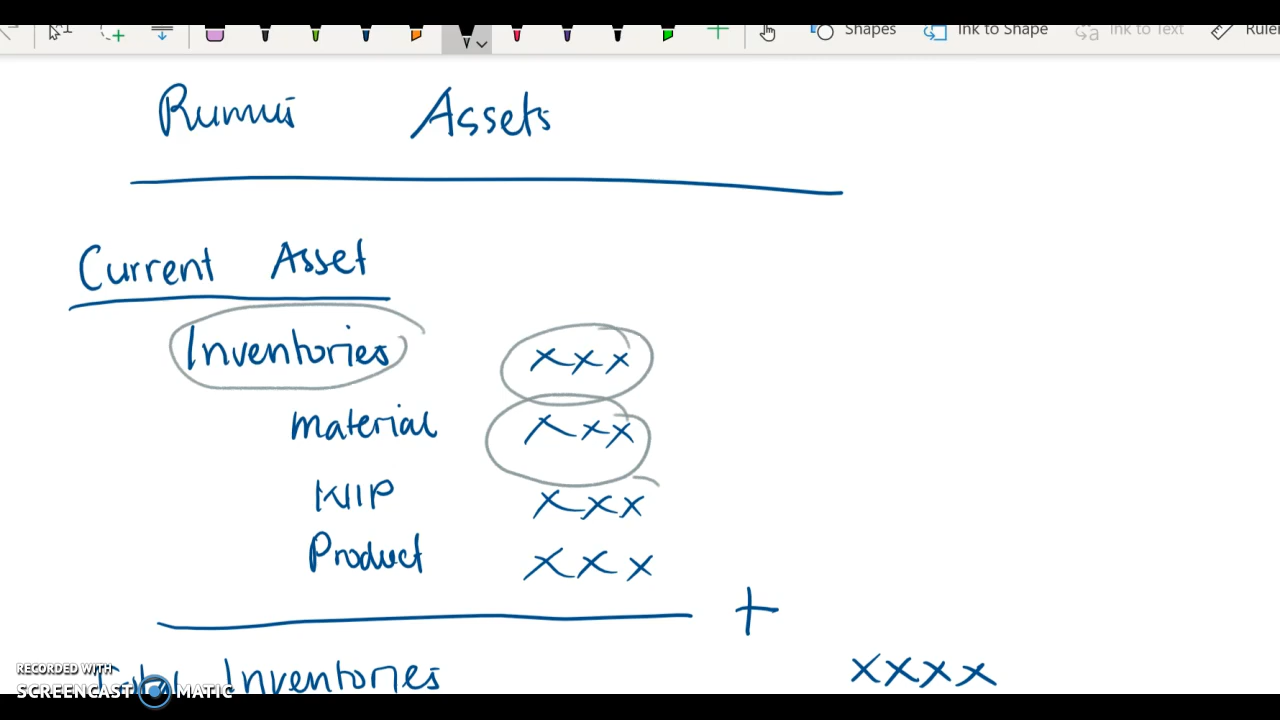 Shapes Ink to Shape Ink to Text Ruler
Rumus Assets
Current Asset
Inventories xxx
Material xxx
WIP xxx
Product xxx
+
Total Inventories xxxx
RECORDED WITH
SCREENCAST MATIC